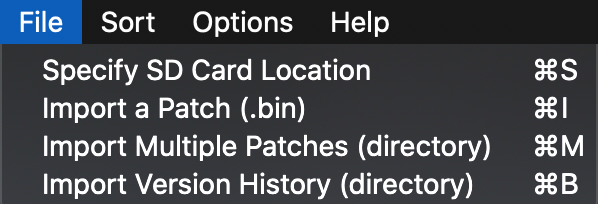 File Sort Options Help
Specify SD Card Location ⌘S
Import a Patch (.bin) ⌘I
Import Multiple Patches (directory) ⌘M
Import Version History (directory) ⌘B